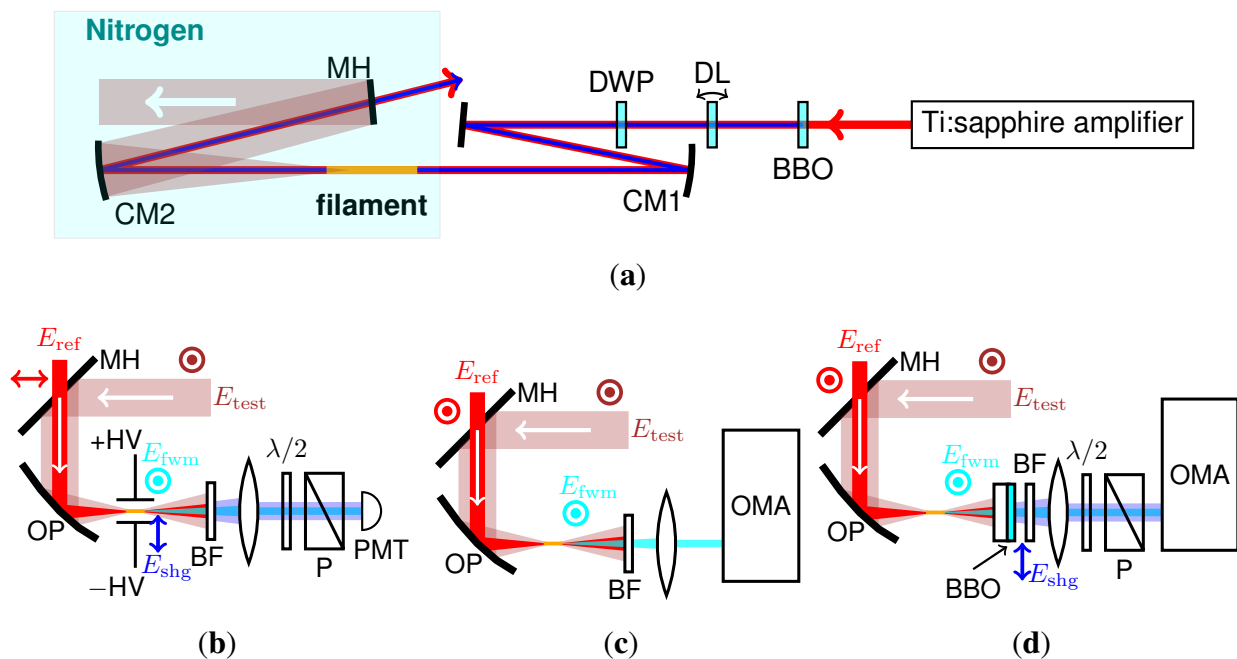 Nitrogen
MH
DWP
DL
Ti:sapphire amplifier
BBO
CM2
filament
CM1
(a)
E_ref
MH
E_test
+HV
E_fwm
λ/2
OP
BF
P
PMT
−HV
E_shg
(b)
E_ref
MH
E_test
E_fwm
OMA
OP
BF
(c)
E_ref
MH
E_test
E_fwm
BF
λ/2
OMA
OP
BBO
E_shg
P
(d)